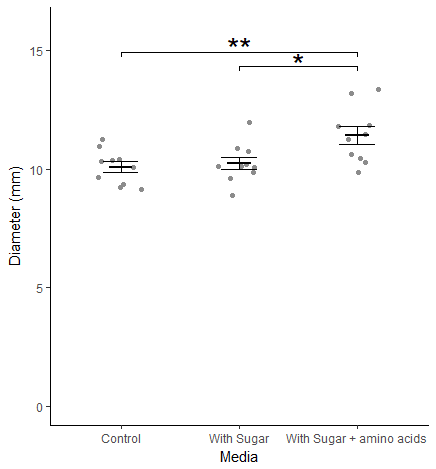 **
*
15
10
5
0
Diameter (mm)
Control With Sugar With Sugar + amino acids
Media